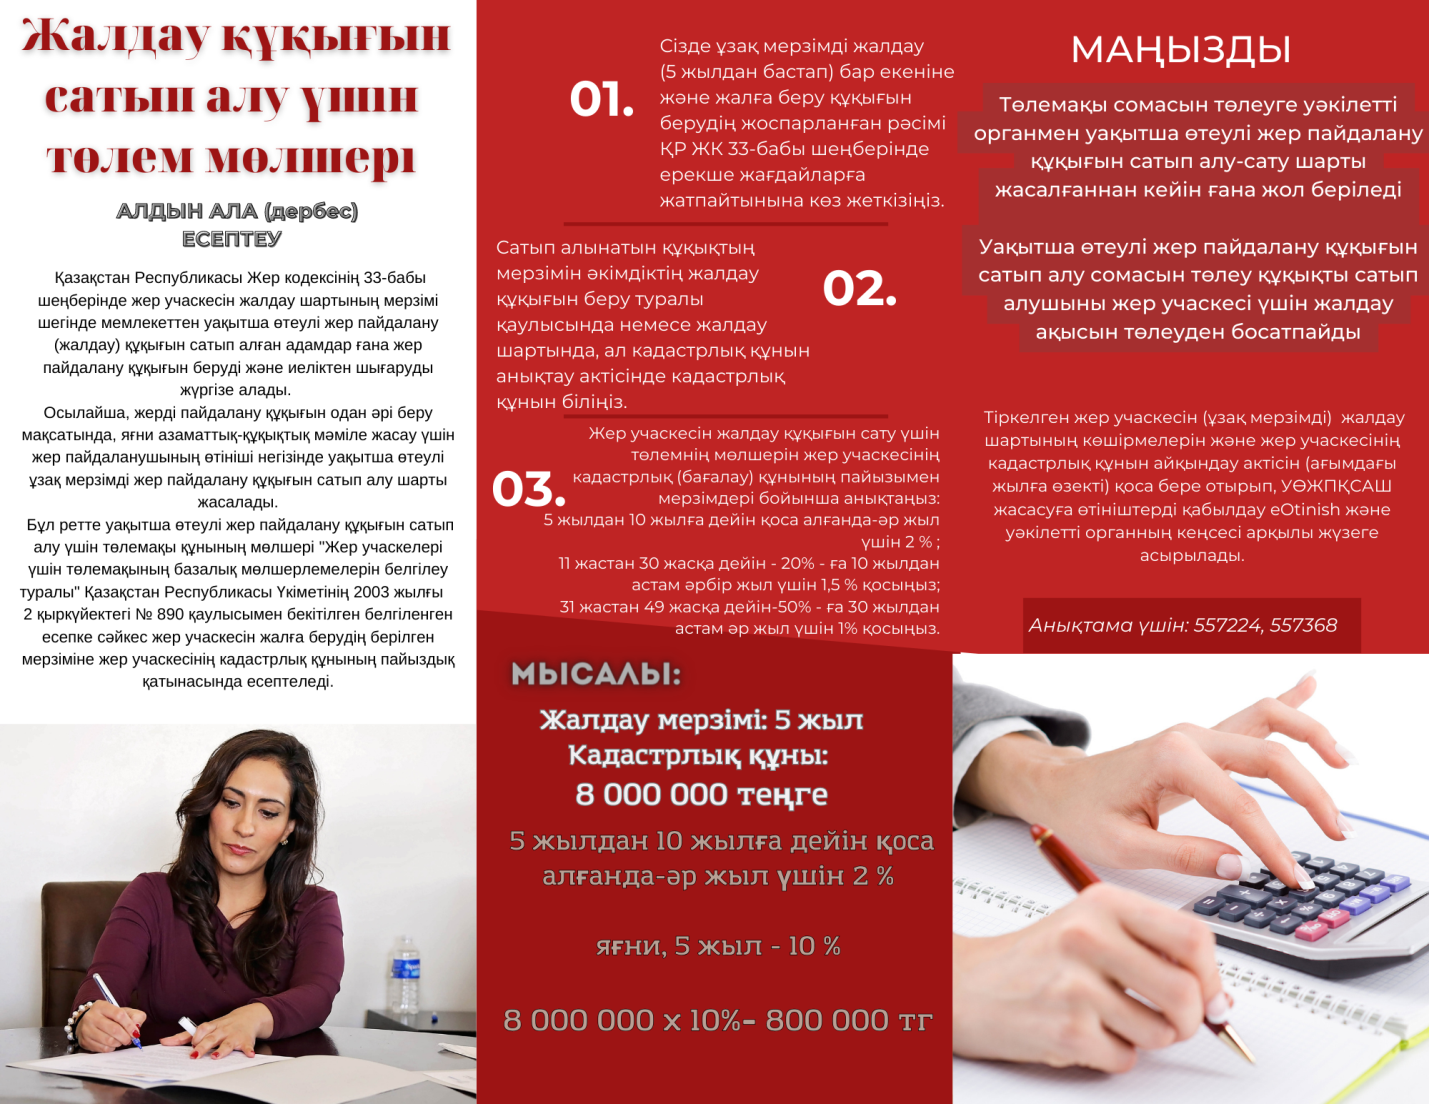 Жалдау құқығын
сатып алу үшін
төлем мөлшері
АЛДЫН АЛА (дербес)
ЕСЕПТЕУ
Қазақстан Республикасы Жер кодексінің 33-бабы
шеңберінде жер учаскесін жалдау шартының мерзімі
шегінде мемлекеттен уақытша өтеулі жер пайдалану
(жалдау) құқығын сатып алған адамдар ғана жер
пайдалану құқығын беруді және иеліктен шығаруды
жүргізе алады.
Осылайша, жерді пайдалану құқығын одан әрі беру
мақсатында, яғни азаматтық-құқықтық мәміле жасау үшін
жер пайдаланушының өтініші негізінде уақытша өтеулі
ұзақ мерзімді жер пайдалану құқығын сатып алу шарты
жасалады.
Бұл ретте уақытша өтеулі жер пайдалану құқығын сатып
алу үшін төлемақы құнының мөлшері "Жер учаскелері
үшін төлемақының базалық мөлшерлемелерін белгілеу
туралы" Қазақстан Республикасы Үкіметінің 2003 жылғы
2 қыркүйектегі № 890 қаулысымен бекітілген белгіленген
есепке сәйкес жер учаскесін жалға берудің берілген
мерзіміне жер учаскесінің кадастрлық құнының пайыздық
қатынасында есептеледі.
01.
Сізде ұзақ мерзімді жалдау
(5 жылдан бастап) бар екеніне
және жалға беру құқығын
берудің жоспарланған рәсімі
ҚР ЖК 33-бабы шеңберінде
ерекше жағдайларға
жатпайтынына көз жеткізіңіз.
Сатып алынатын құқықтың
мерзімін әкімдіктің жалдау
құқығын беру туралы
қаулысында немесе жалдау
шартында, ал кадастрлық құнын
анықтау актісінде кадастрлық
құнын біліңіз.
02.
03.
Жер учаскесін жалдау құқығын сату үшін
төлемнің мөлшерін жер учаскесінің
кадастрлық (бағалау) құнының пайызымен
мерзімдері бойынша анықтаңыз:
5 жылдан 10 жылға дейін қоса алғанда-әр жыл
үшін 2 % ;
11 жастан 30 жасқа дейін - 20% - ға 10 жылдан
астам әрбір жыл үшін 1,5 % қосыңыз;
31 жастан 49 жасқа дейін-50% - ға 30 жылдан
астам әр жыл үшін 1% қосыңыз.
МЫСАЛЫ:
Жалдау мерзімі: 5 жыл
Кадастрлық құны:
8 000 000 теңге
5 жылдан 10 жылға дейін қоса
алғанда-әр жыл үшін 2 %
яғни, 5 жыл - 10 %
8 000 000 х 10%= 800 000 тг
МАҢЫЗДЫ
Төлемақы сомасын төлеуге уәкілетті
органмен уақытша өтеулі жер пайдалану
құқығын сатып алу-сату шарты
жасалғаннан кейін ғана жол беріледі
Уақытша өтеулі жер пайдалану құқығын
сатып алу сомасын төлеу құқықты сатып
алушыны жер учаскесі үшін жалдау
ақысын төлеуден босатпайды
Тіркелген жер учаскесін (ұзақ мерзімді) жалдау
шартының көшірмелерін және жер учаскесінің
кадастрлық құнын айқындау актісін (ағымдағы
жылға өзекті) қоса бере отырып, УӨЖПҚСАШ
жасасуға өтініштерді қабылдау eOtinish және
уәкілетті органның кеңсесі арқылы жүзеге
асырылады.
Анықтама үшін: 557224, 557368